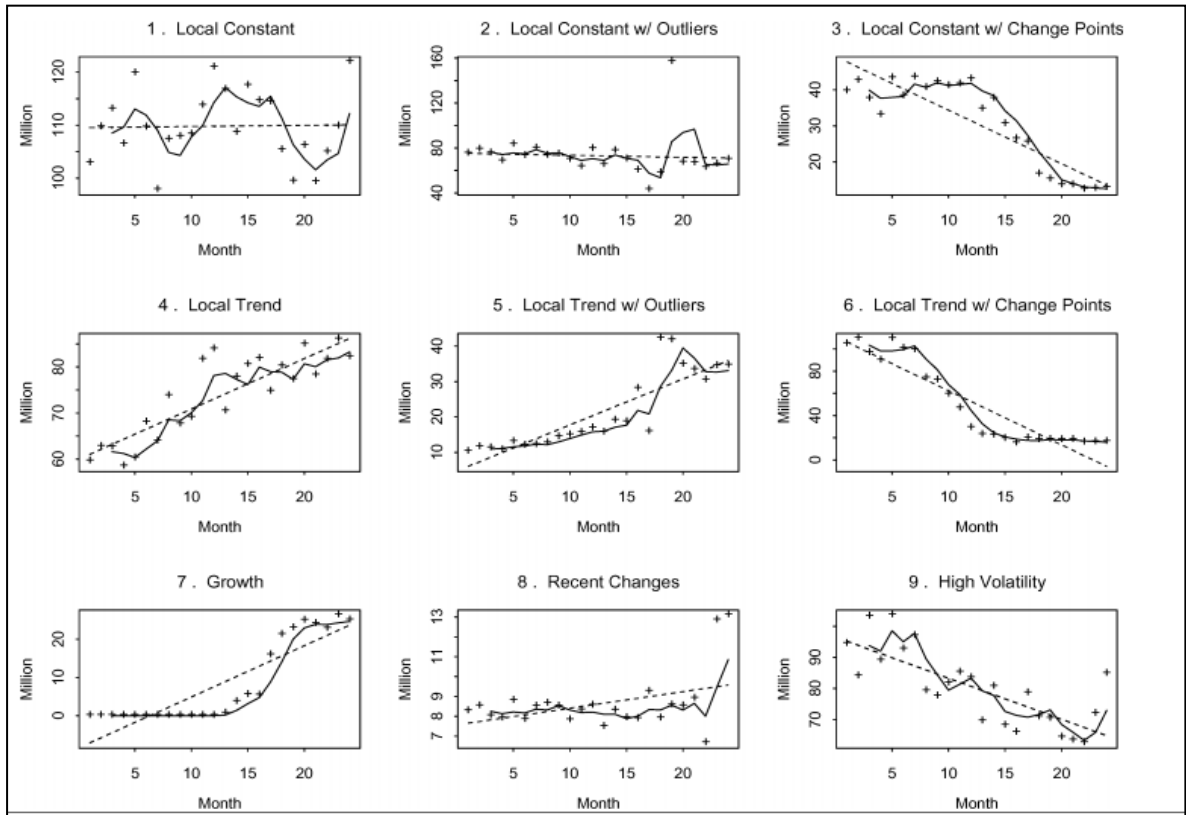 1 . Local Constant
Million
120
110
100
5 10 15 20
Month
2 . Local Constant w/ Outliers
Million
160
120
80
40
5 10 15 20
Month
3 . Local Constant w/ Change Points
Million
40
30
20
5 10 15 20
Month
4 . Local Trend
Million
80
70
60
5 10 15 20
Month
5 . Local Trend w/ Outliers
Million
40
30
20
10
5 10 15 20
Month
6 . Local Trend w/ Change Points
Million
80
40
0
5 10 15 20
Month
7 . Growth
Million
20
10
0
5 10 15 20
Month
8 . Recent Changes
Million
13
11
9
8
7
5 10 15 20
Month
9 . High Volatility
Million
90
80
70
5 10 15 20
Month